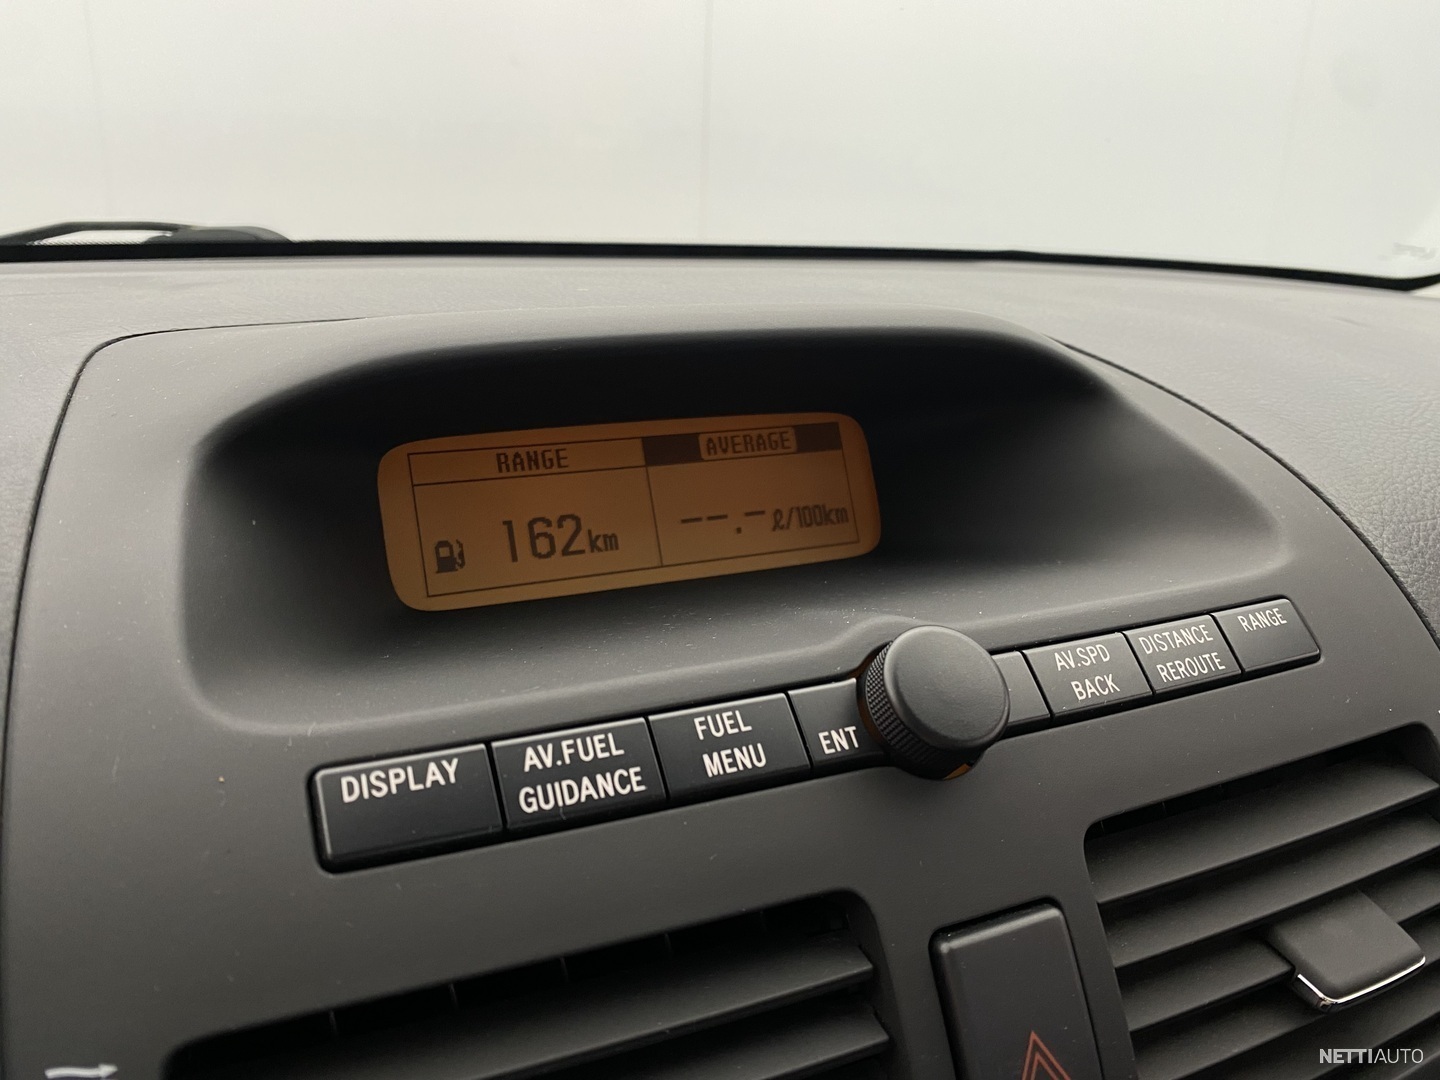 RANGE
AVERAGE
162km
--.-ℓ/100km
DISPLAY
AV.FUEL
GUIDANCE
FUEL
MENU
ENT
AV.SPD
BACK
DISTANCE
REROUTE
RANGE
NETTIAUTO